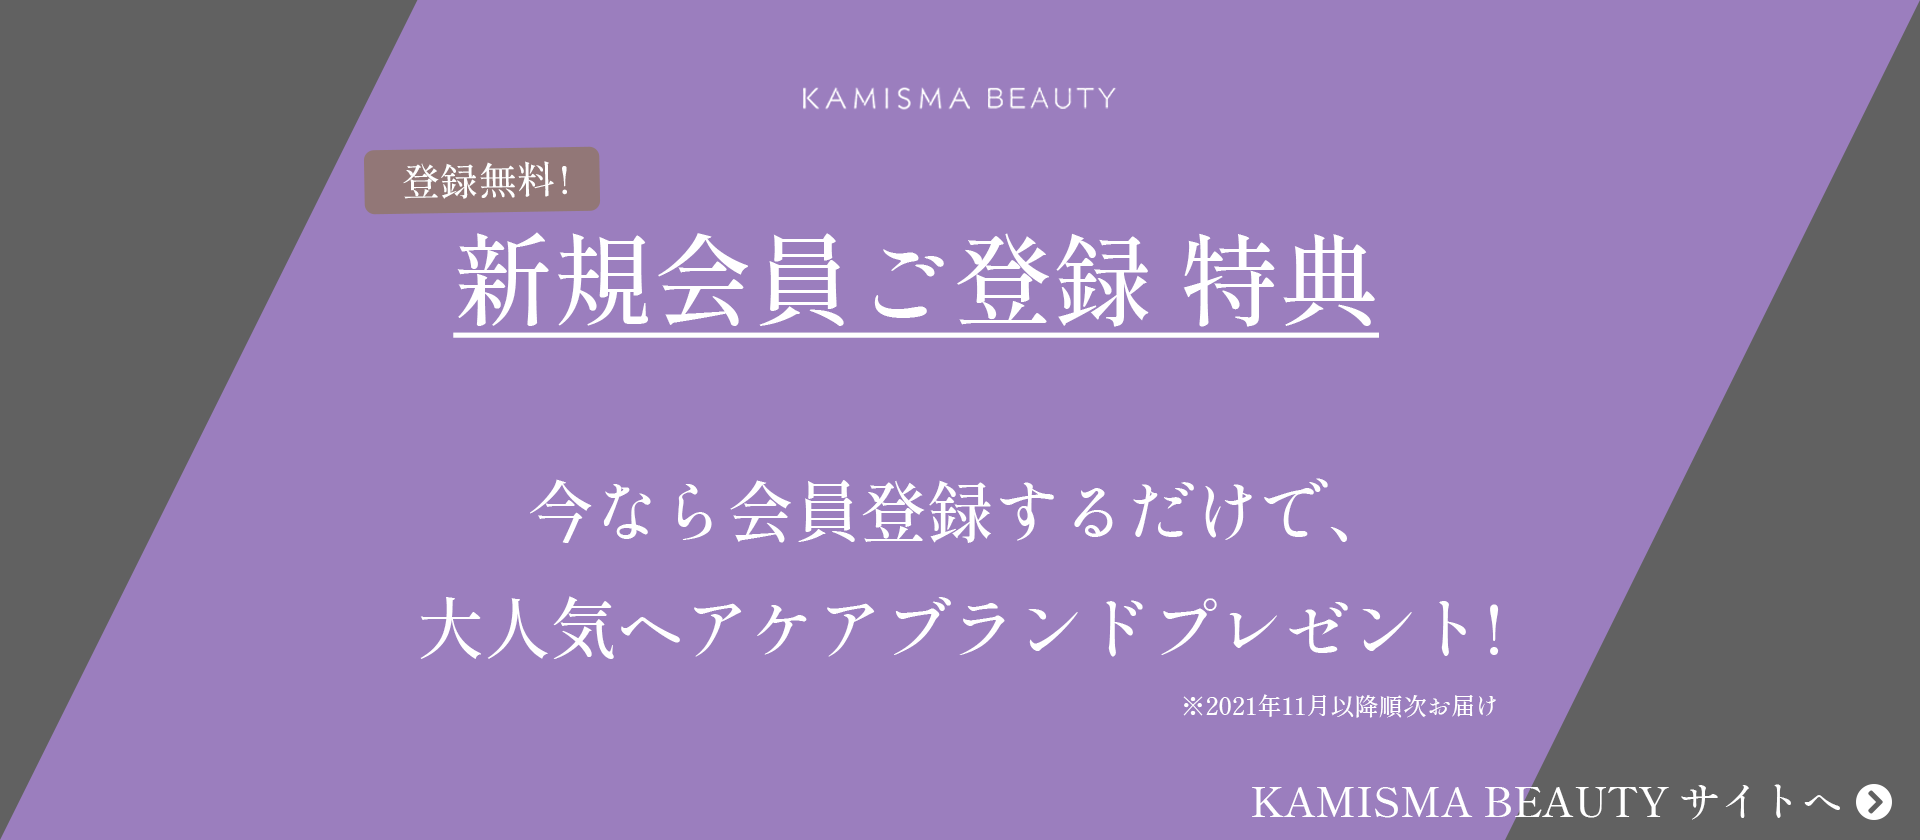 KAMISMA BEAUTY
登録無料!
新規会員ご登録 特典
今なら会員登録するだけで、
大人気ヘアケアブランドプレゼント!
※2021年11月以降順次お届け
KAMISMA BEAUTY サイトへ